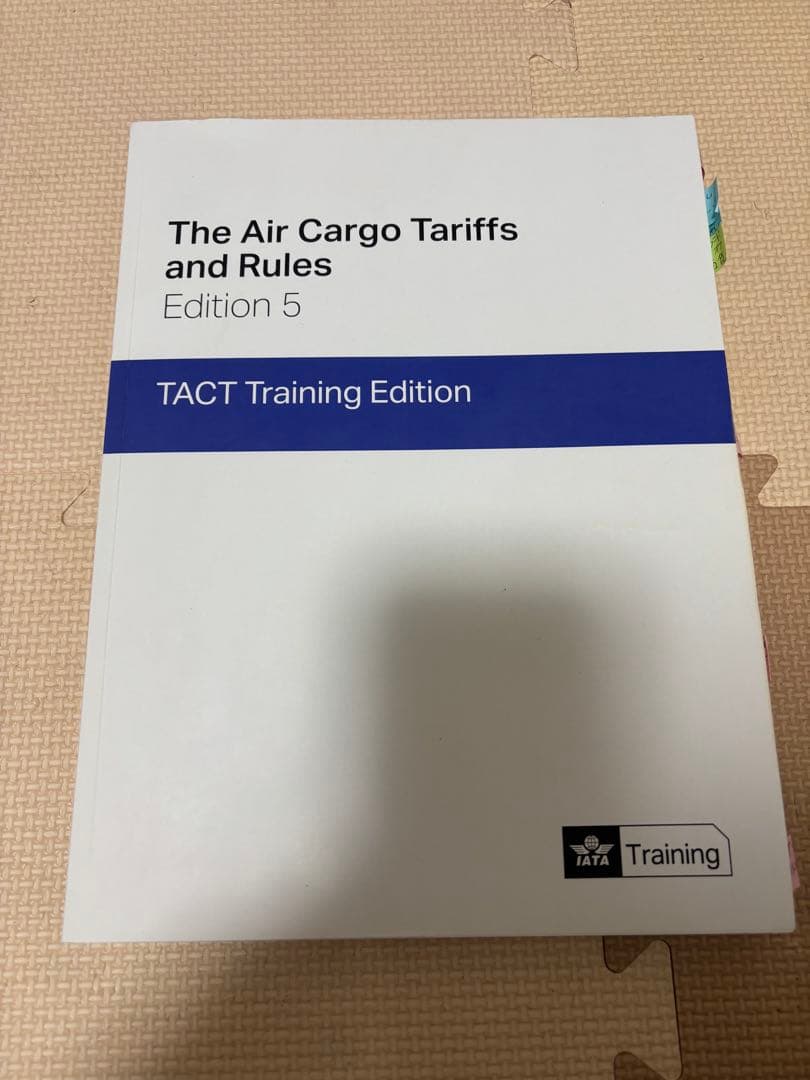 The Air Cargo Tariffs
and Rules
Edition 5
TACT Training Edition
IATA
Training